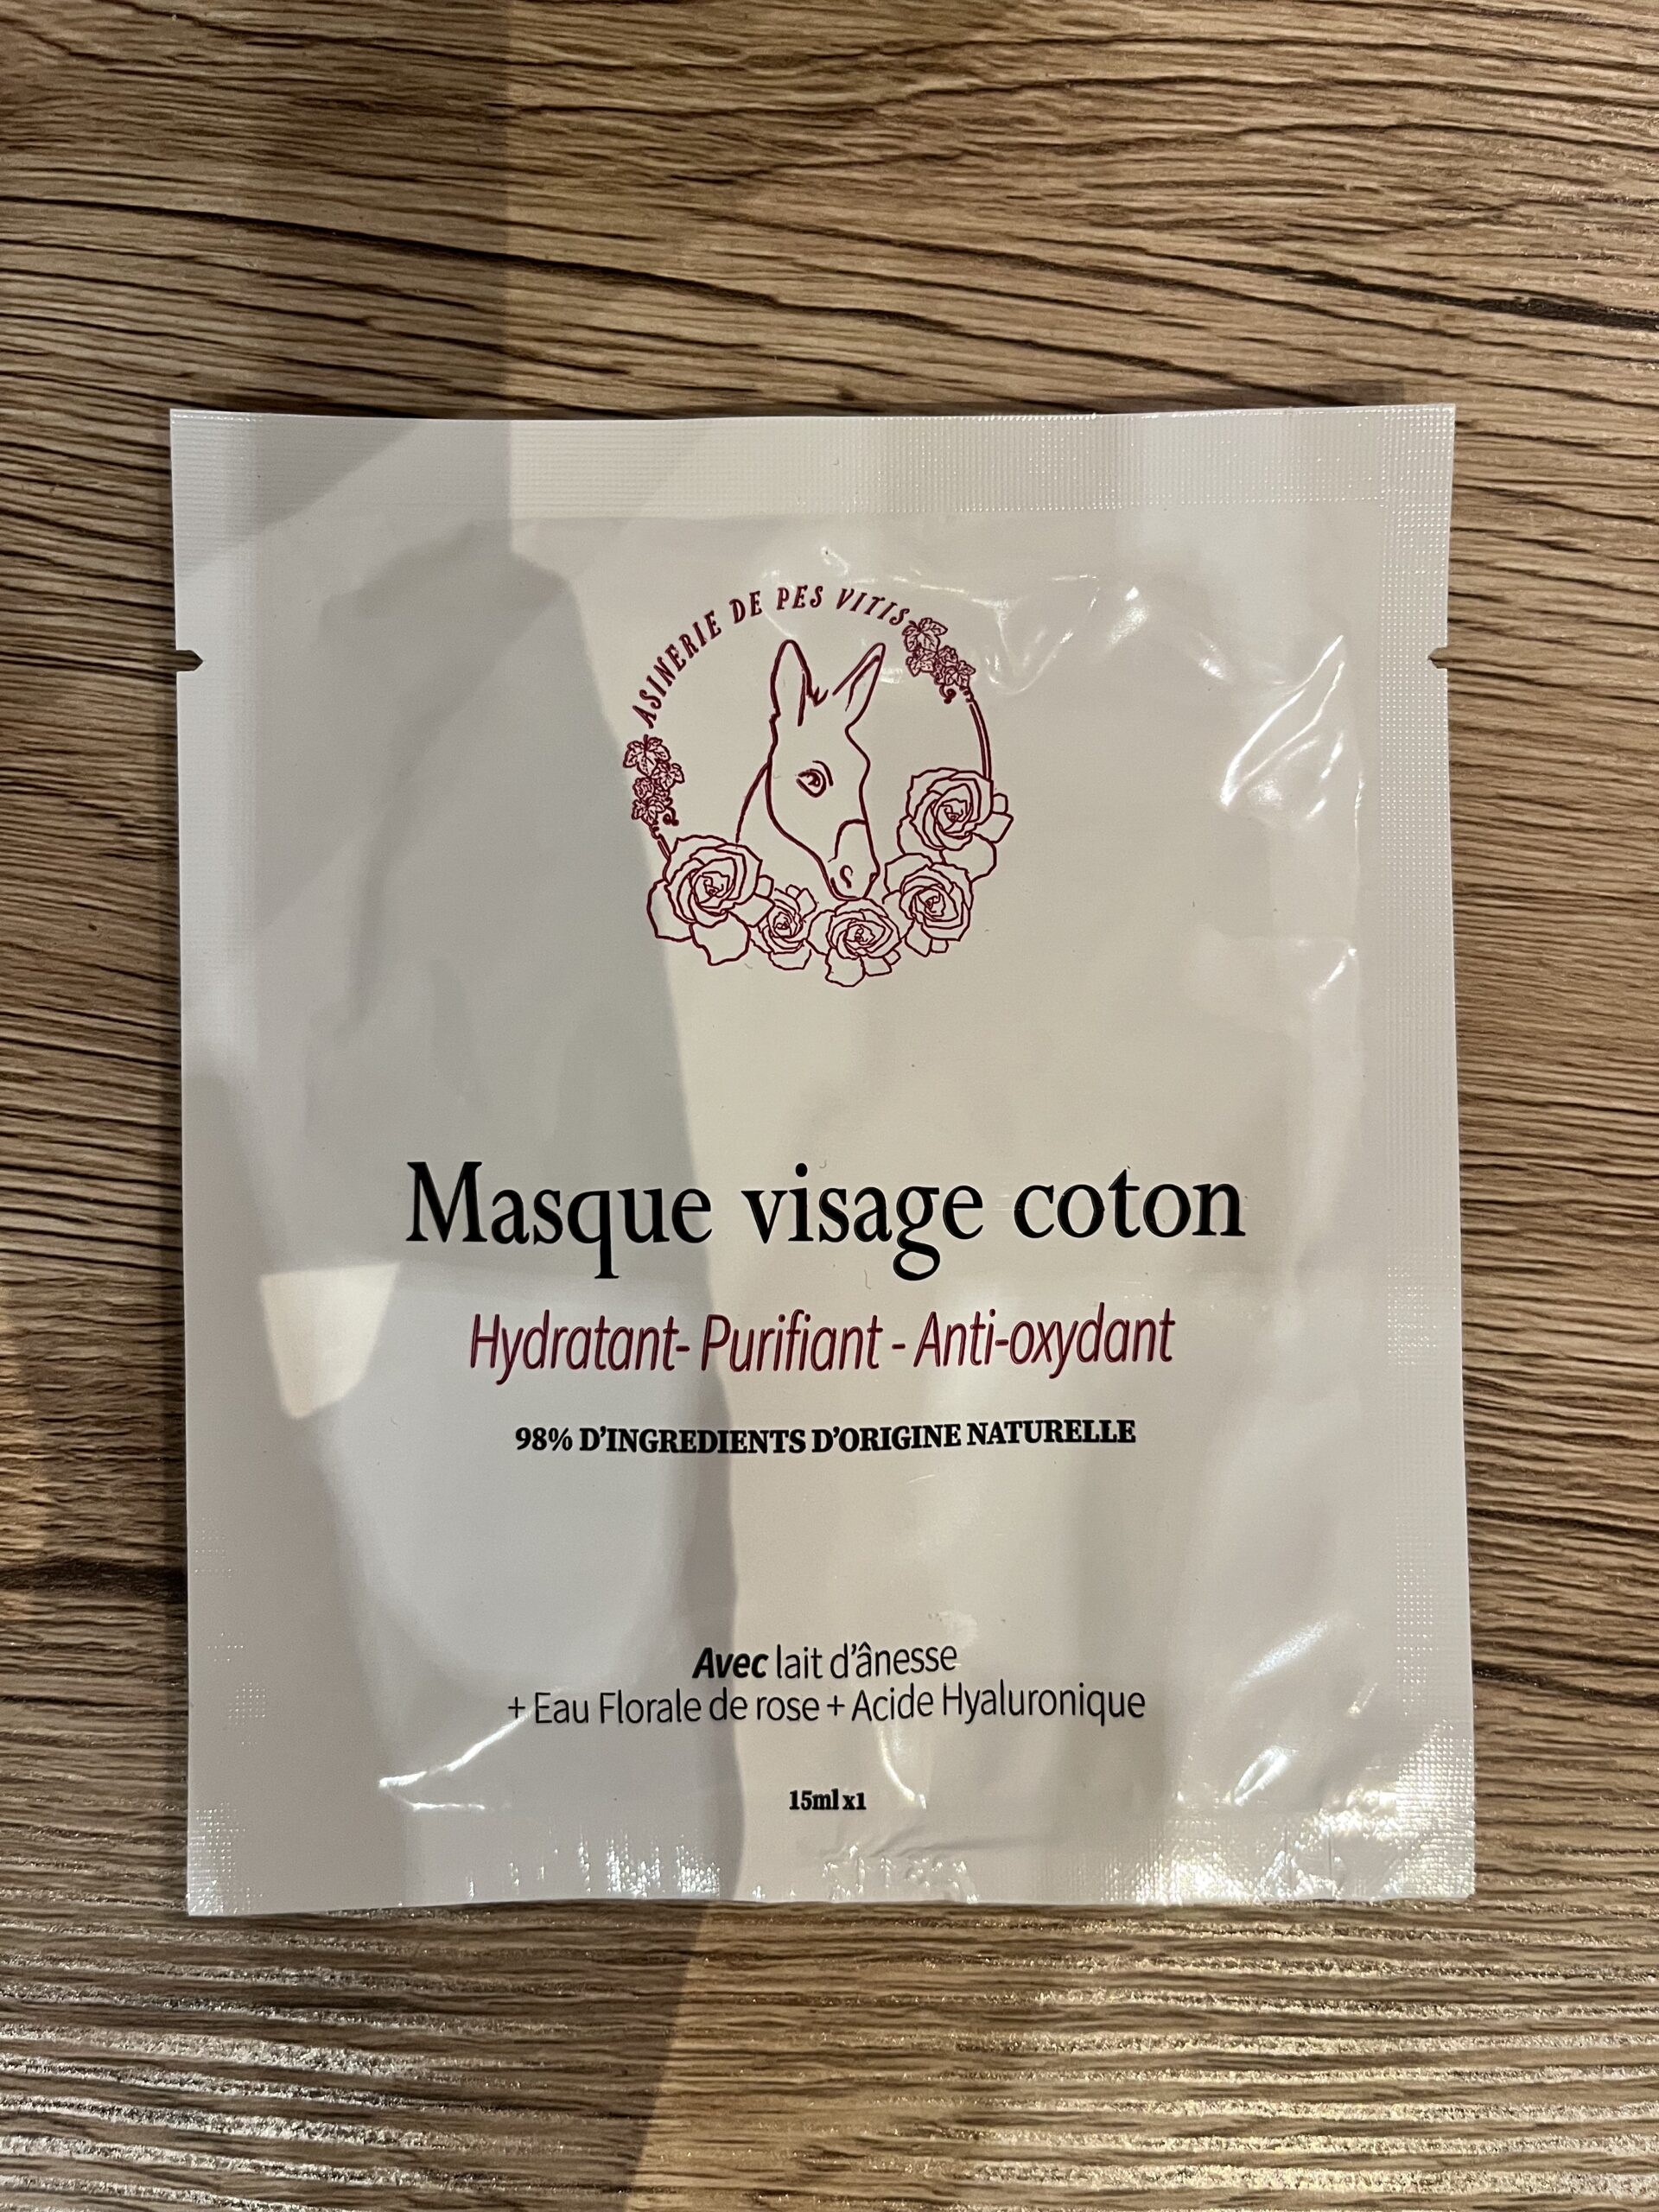 ASINERIE DE PES VITIS
Masque visage coton
Hydratant- Purifiant - Anti-oxydant
98% D'INGREDIENTS D'ORIGINE NATURELLE
Avec lait d'ânesse
+ Eau Florale de rose + Acide Hyaluronique
15ml x1